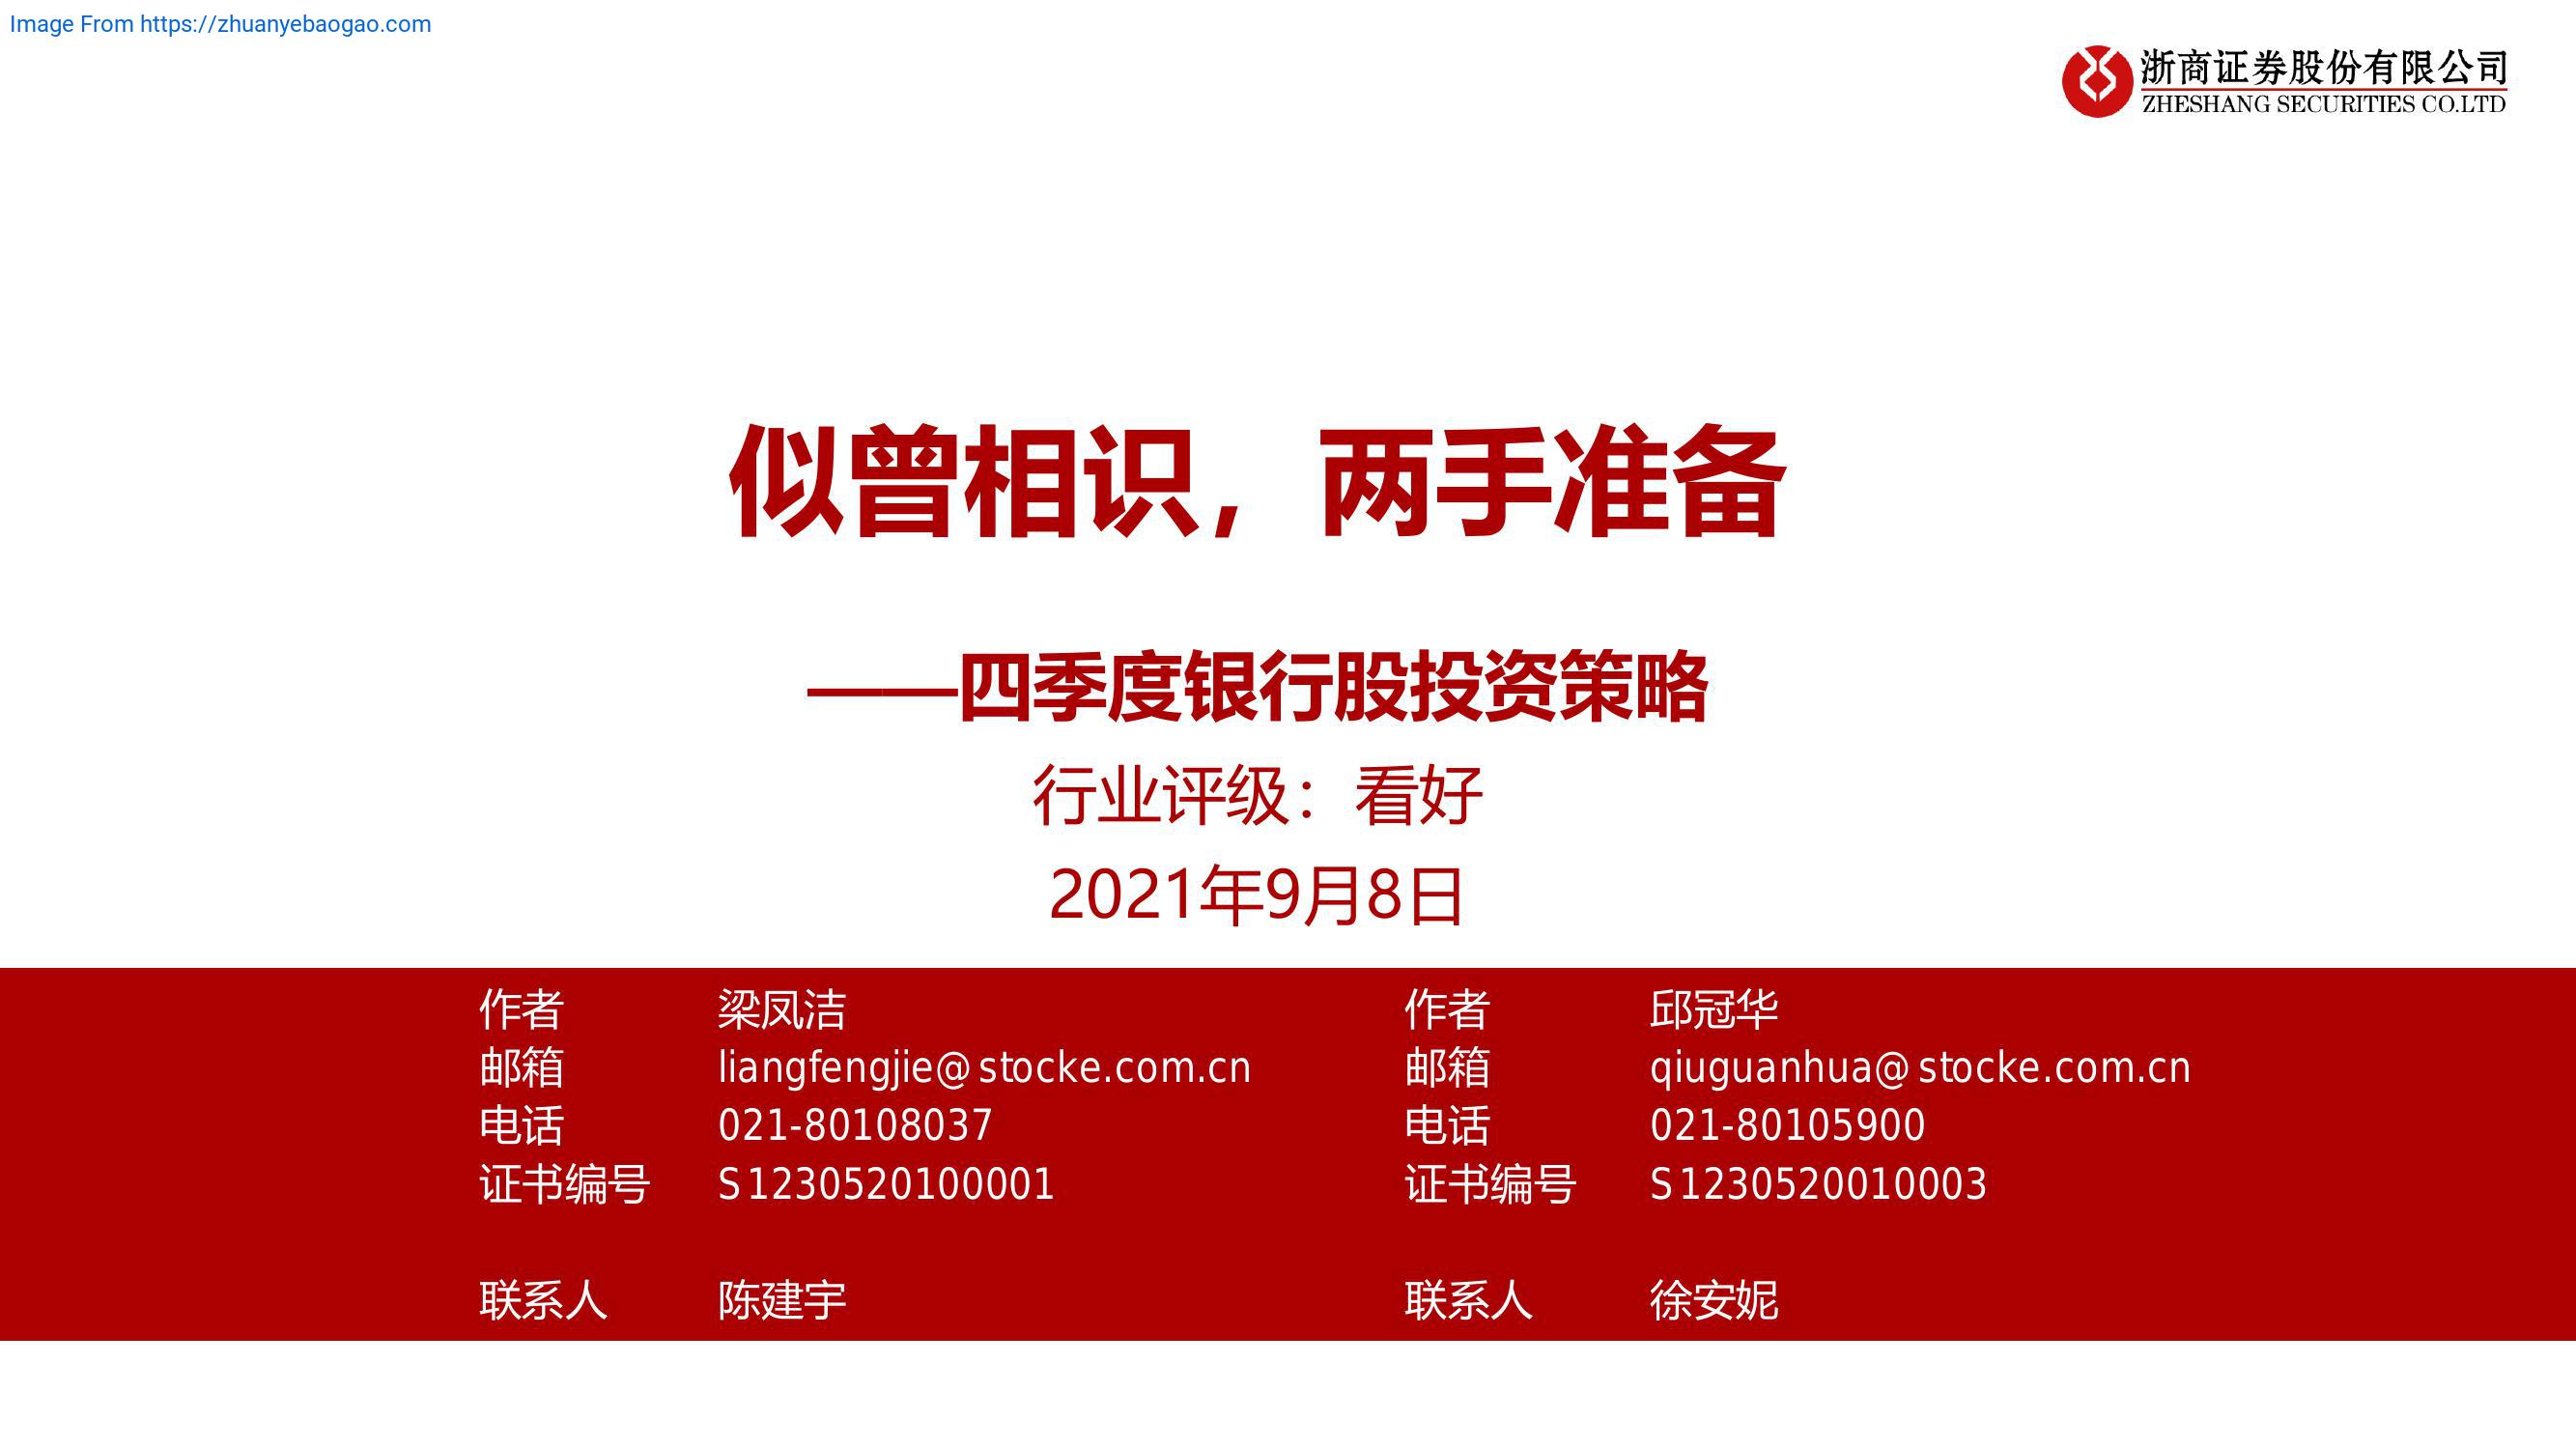 Image From https://zhuanyebaogao.com
浙商证券股份有限公司
ZHESHANG SECURITIES CO.LTD
似曾相识，两手准备
——四季度银行股投资策略
行业评级：看好
2021年9月8日
作者 梁凤洁 作者 邱冠华
邮箱 liangfengjie@stocke.com.cn 邮箱 qiuguanhua@stocke.com.cn
电话 021-80108037 电话 021-80105900
证书编号 S1230520100001 证书编号 S1230520010003
联系人 陈建宇 联系人 徐安妮